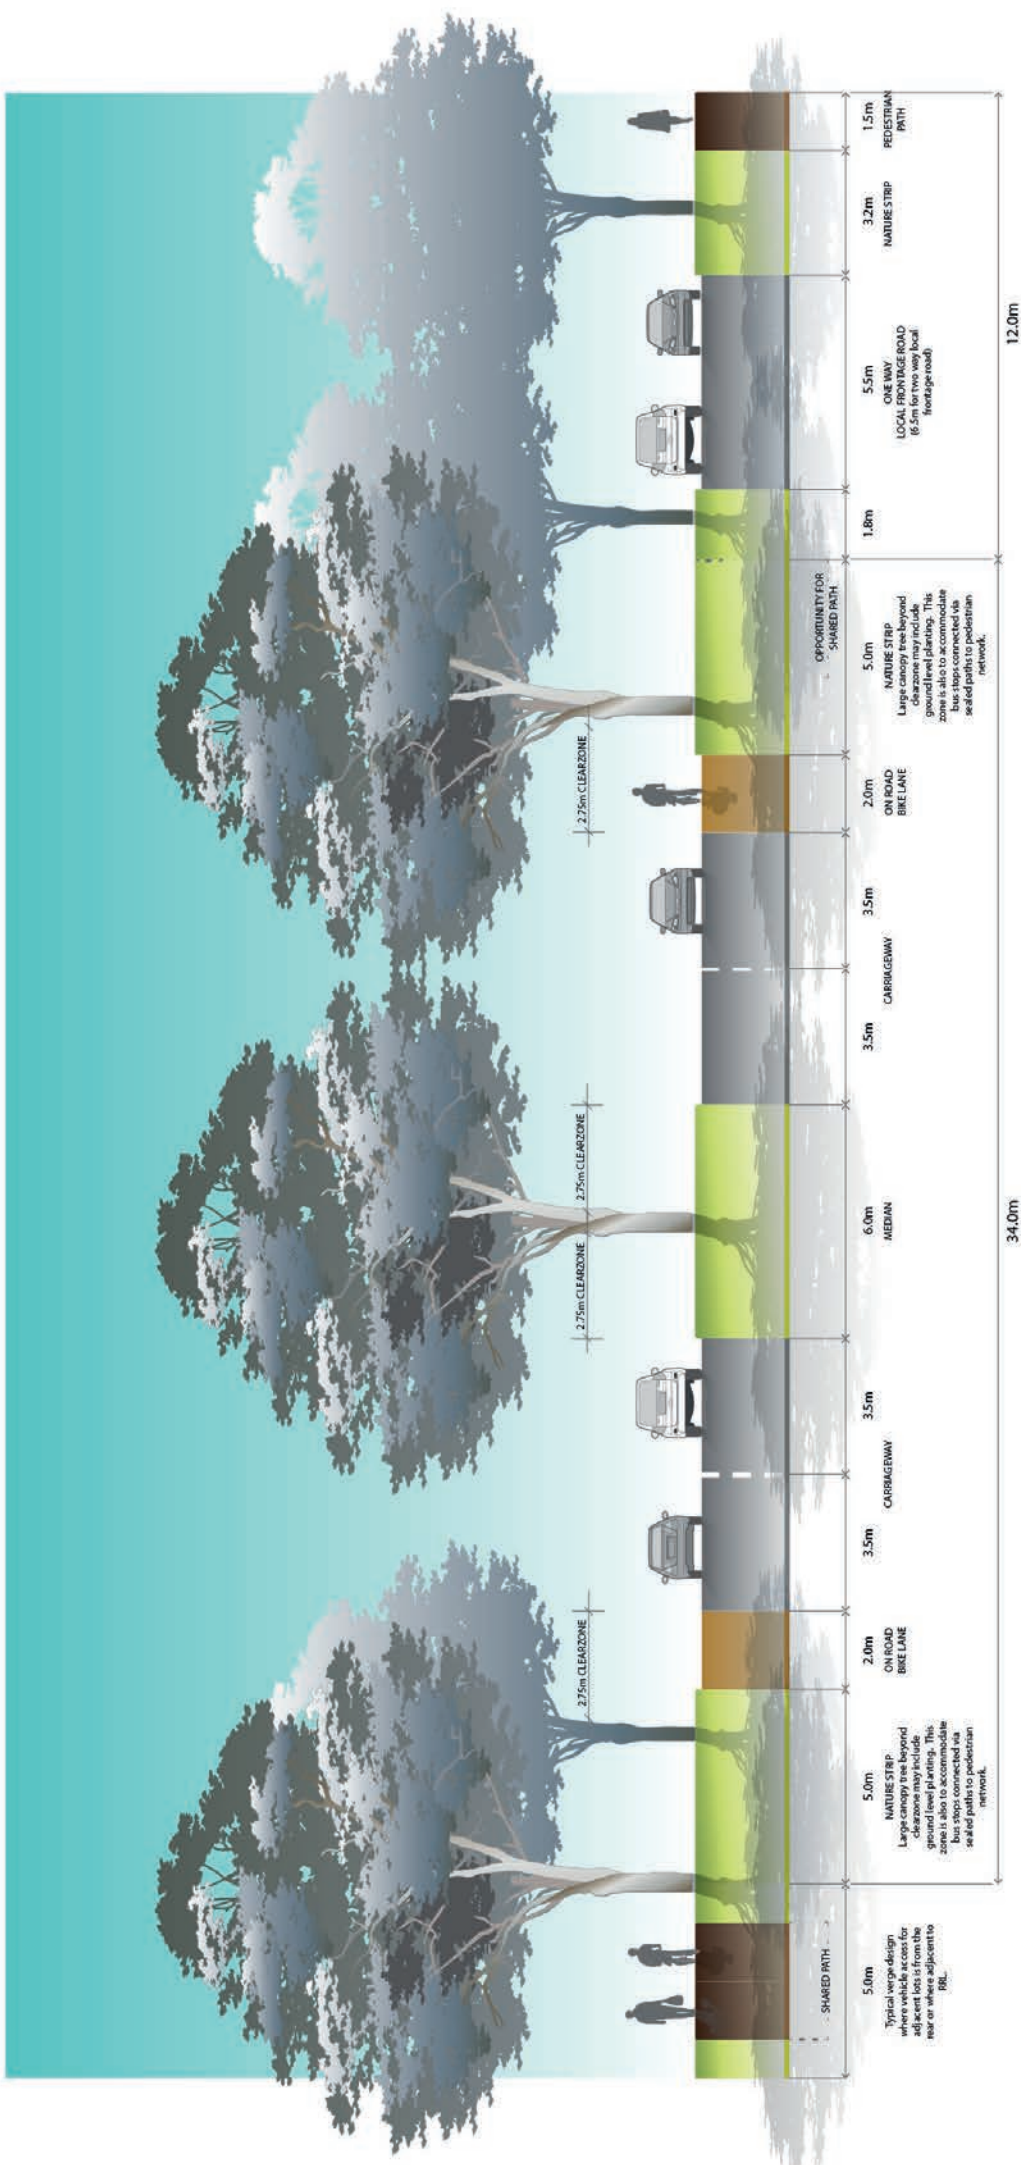 2.75m CLEARZONE
2.75m CLEARZONE
2.75m CLEARZONE
2.75m CLEARZONE
SHARED PATH
OPPORTUNITY FOR
SHARED PATH
5.0m
Typical verge design
where vehicle access for
adjacent lots is from the
rear or where adjacent to
RRL.
5.0m
NATURE STRIP
Large canopy tree beyond
clearzone may include
ground level planting. This
zone is also to accommodate
bus stops connected via
sealed paths to pedestrian
network.
2.0m
ON ROAD
BIKE LANE
3.5m
CARRIAGEWAY
3.5m
6.0m
MEDIAN
3.5m
CARRIAGEWAY
3.5m
2.0m
ON ROAD
BIKE LANE
5.0m
NATURE STRIP
Large canopy tree beyond
clearzone may include
ground level planting. This
zone is also to accommodate
bus stops connected via
sealed paths to pedestrian
network.
1.8m
5.5m
ONE WAY
LOCAL FRONTAGE ROAD
(6.5m for two way local
frontage road)
3.2m
NATURE STRIP
1.5m
PEDESTRIAN
PATH
34.0m
12.0m